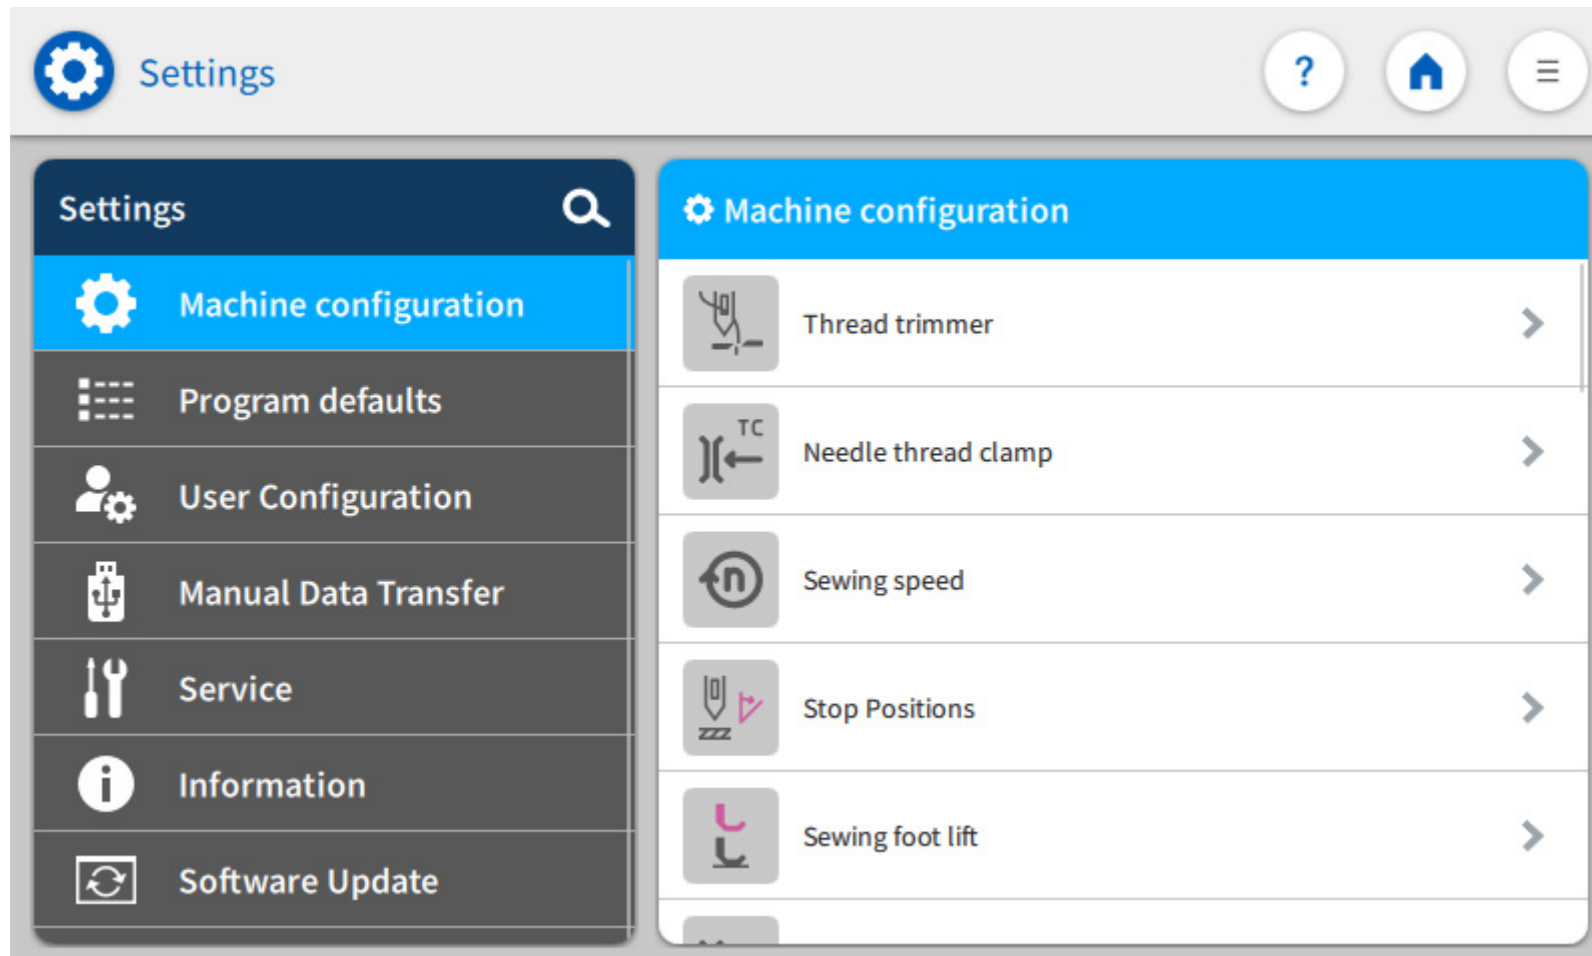 Settings
?
Settings
Machine configuration
Program defaults
User Configuration
Manual Data Transfer
Service
Information
Software Update
Machine configuration
Thread trimmer
TC
Needle thread clamp
n
Sewing speed
Stop Positions
Sewing foot lift